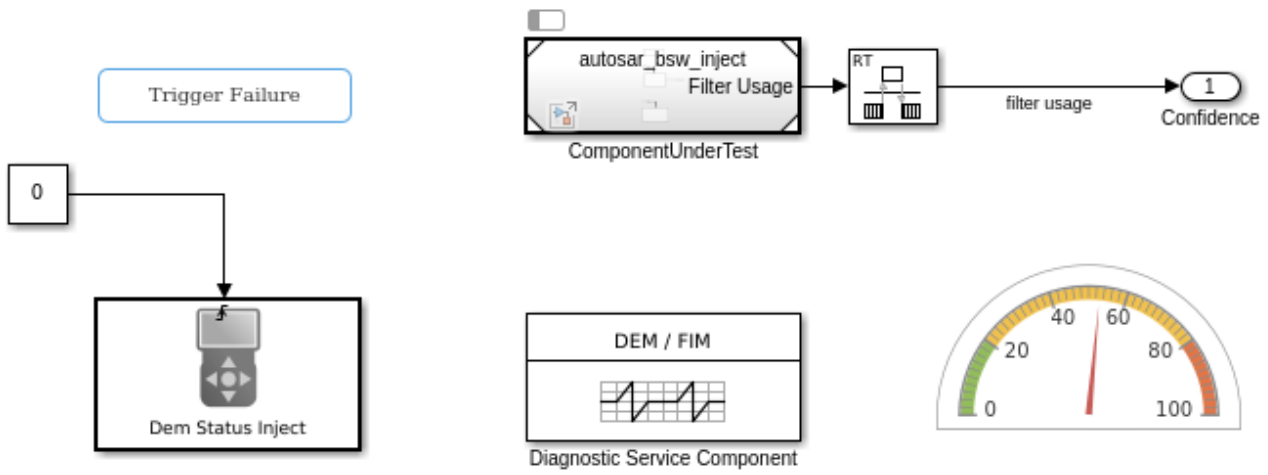 Trigger Failure
0
Dem Status Inject
autosar_bsw_inject
Filter Usage
ComponentUnderTest
RT
filter usage
1
Confidence
DEM / FIM
Diagnostic Service Component
0
20
40
60
80
100